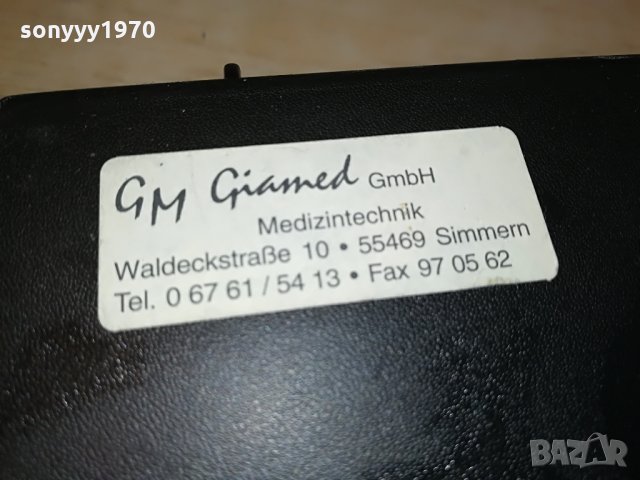 sonyyy1970
GM Giamed GmbH
Medizintechnik
Waldeckstraße 10 • 55469 Simmern
Tel. 0 67 61 / 54 13 • Fax 97 05 62
BAZAR